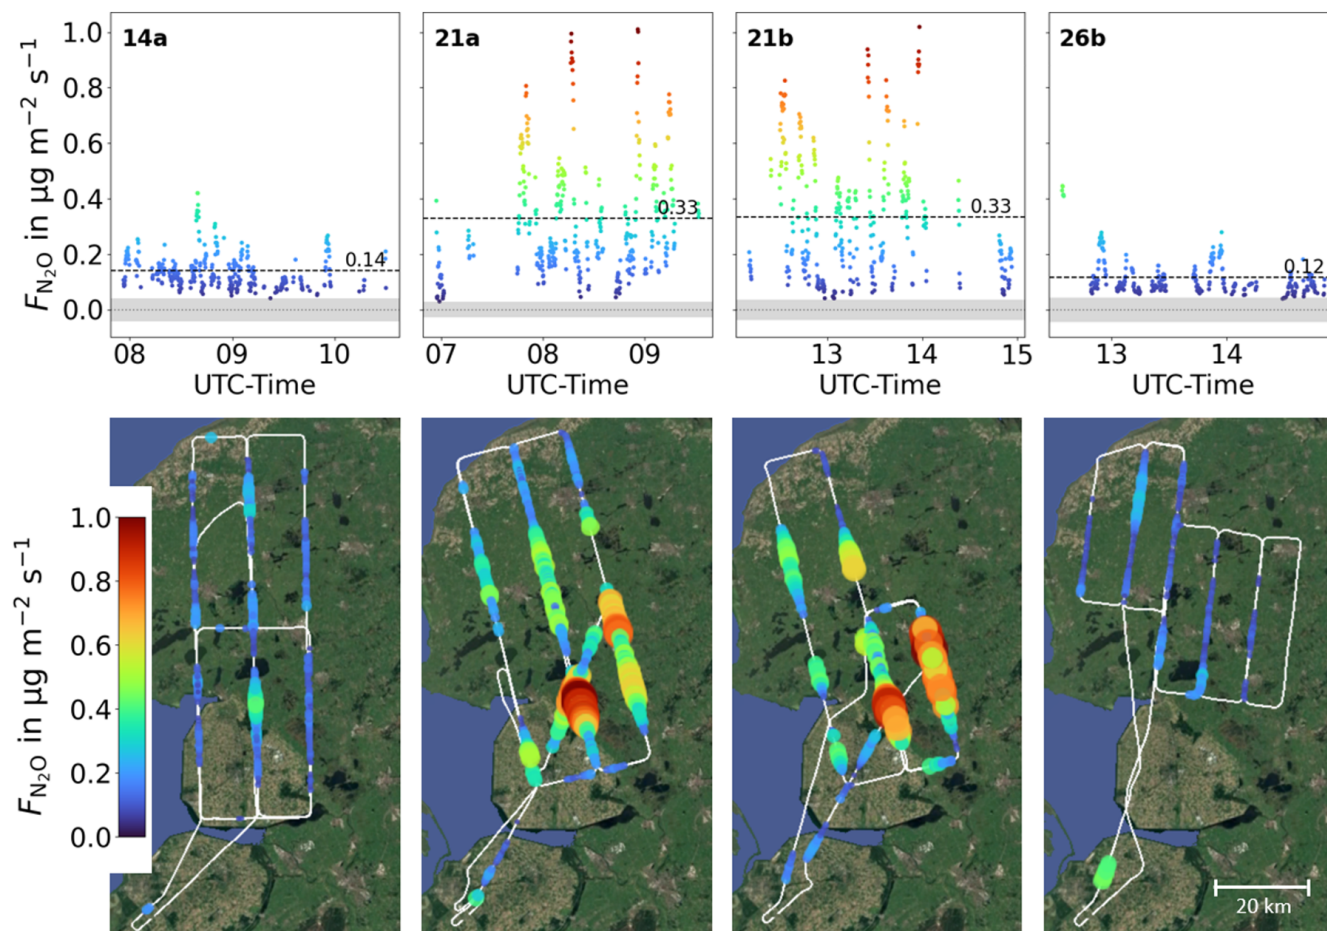 14a
21a
21b
26b
F_N₂O in µg m⁻² s⁻¹
1.0
0.8
0.6
0.4
0.2
0.0
0.14
0.33
0.33
0.12
08 09 10
07 08 09
13 14 15
13 14
UTC-Time
UTC-Time
UTC-Time
UTC-Time
F_N₂O in µg m⁻² s⁻¹
1.0
0.8
0.6
0.4
0.2
0.0
20 km